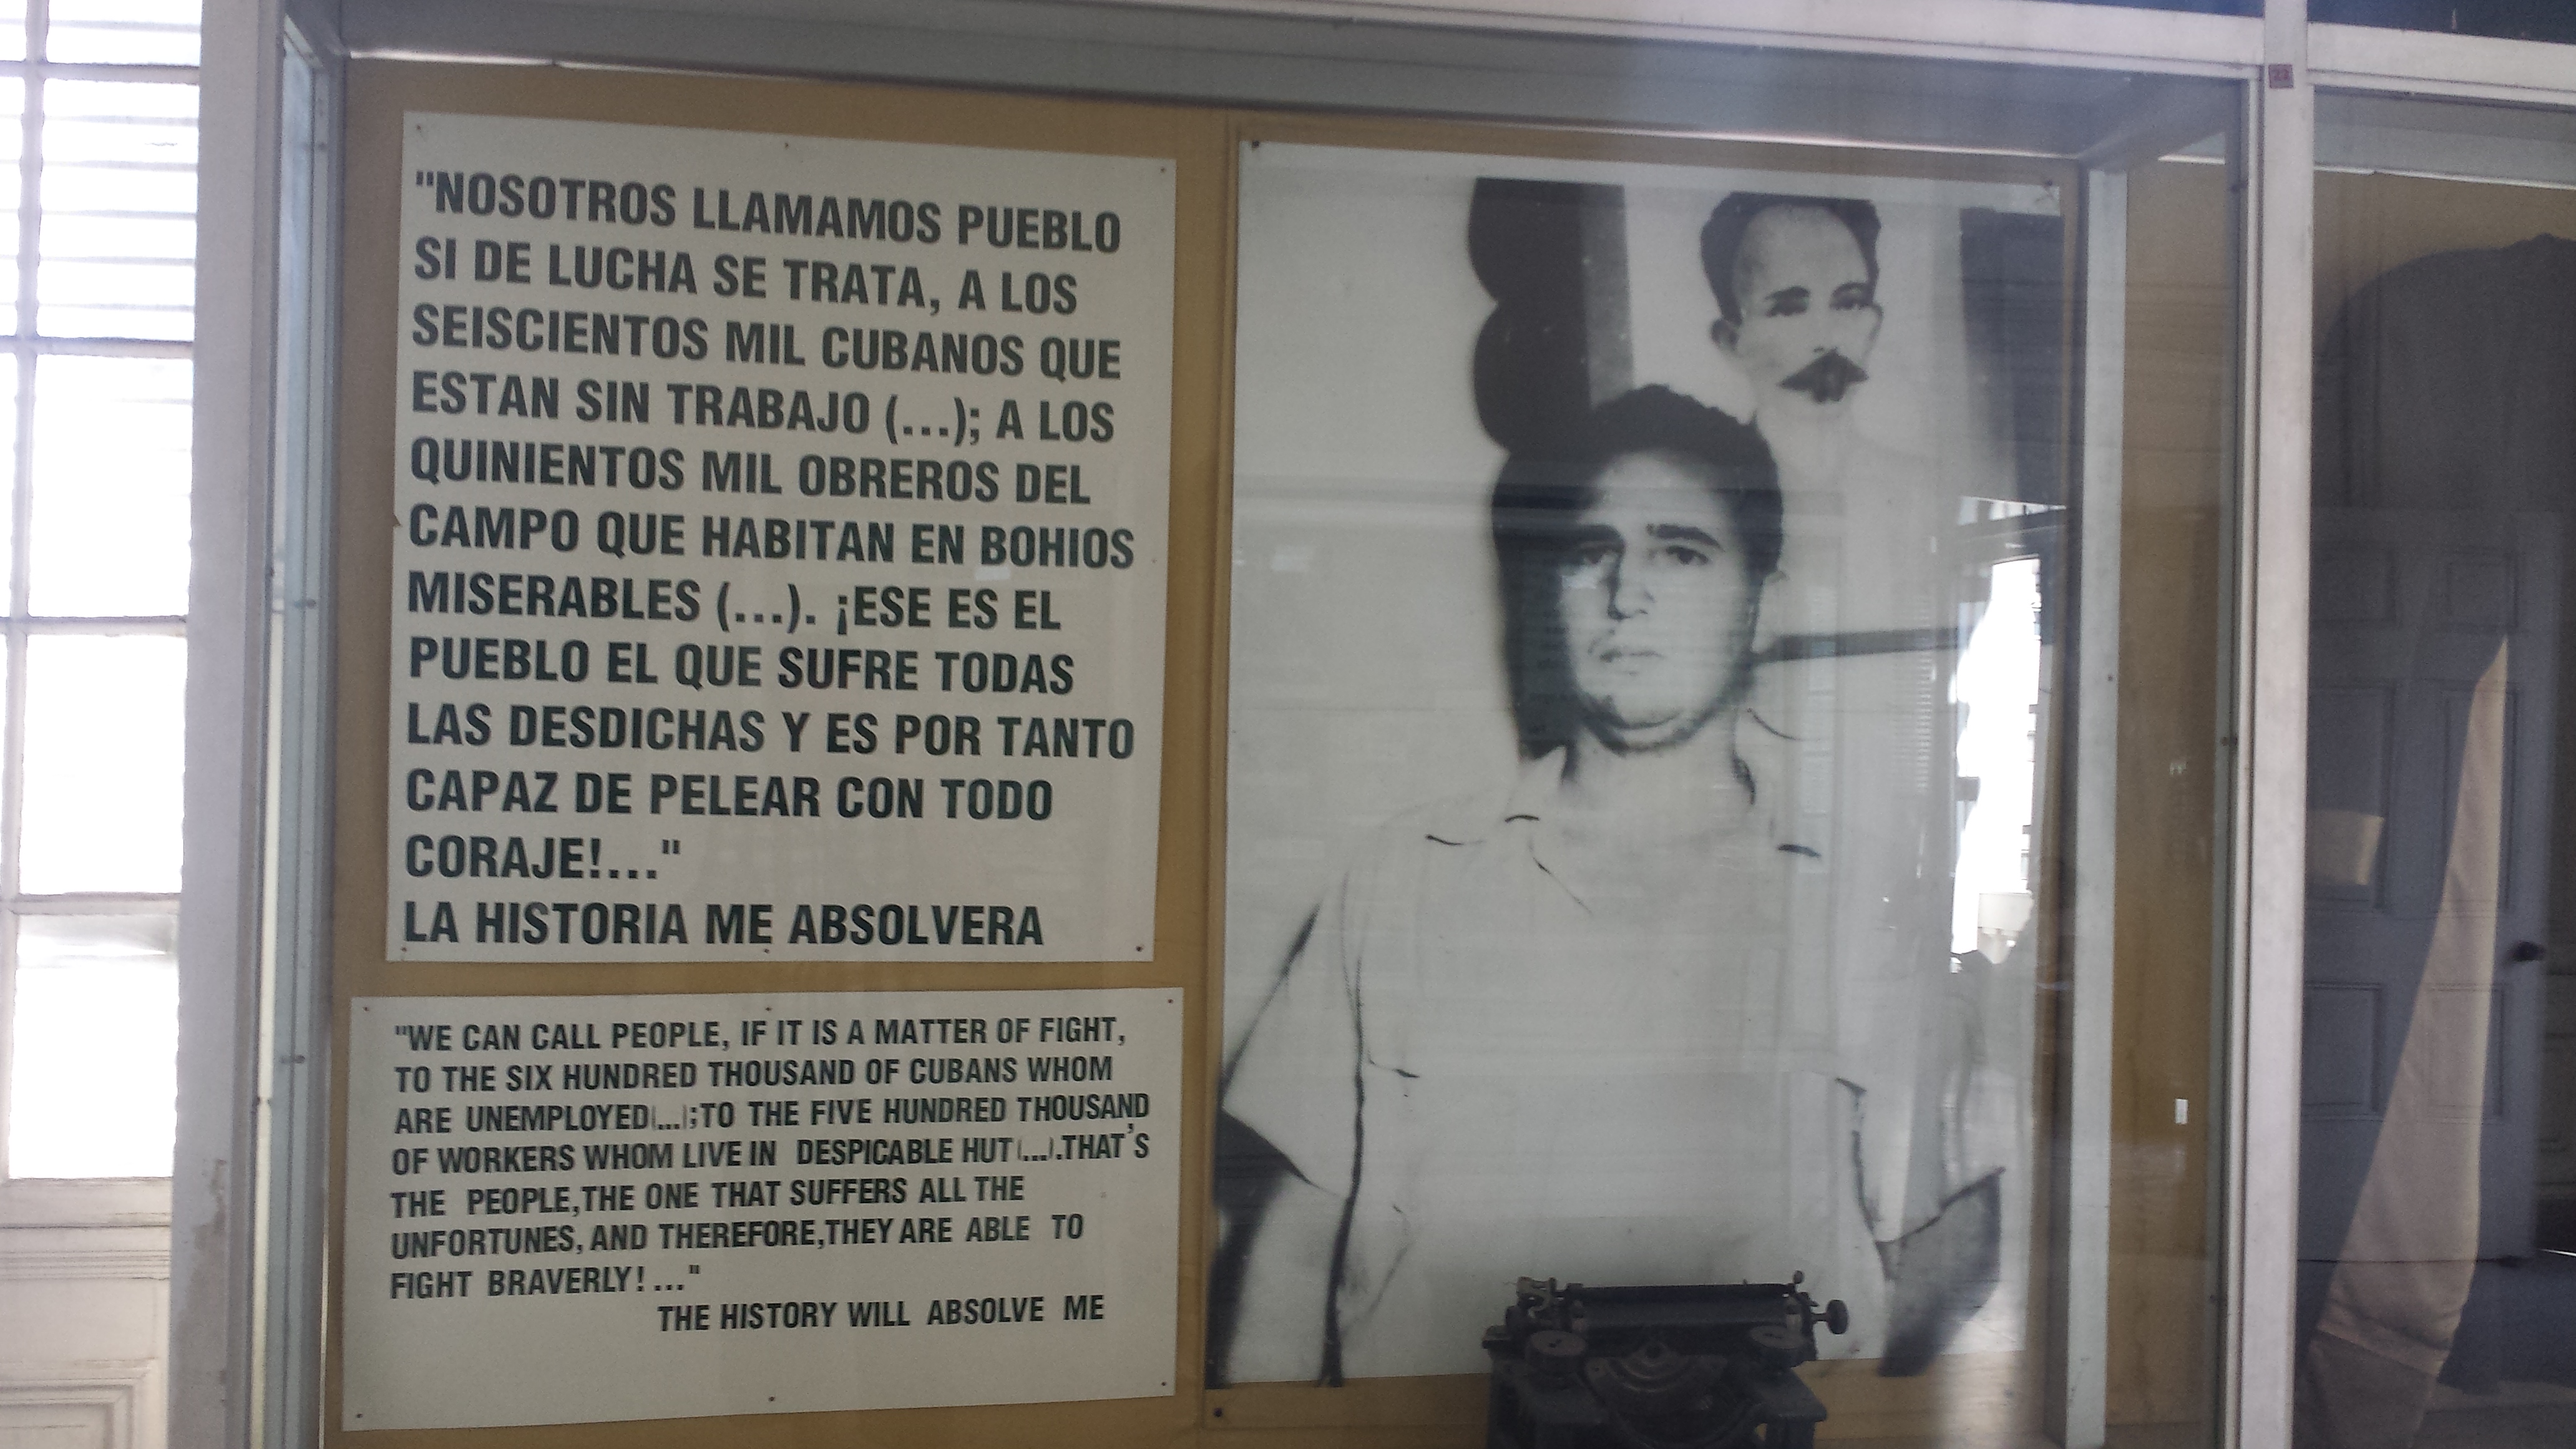 "NOSOTROS LLAMAMOS PUEBLO
SI DE LUCHA SE TRATA, A LOS
SEISCIENTOS MIL CUBANOS QUE
ESTAN SIN TRABAJO (...); A LOS
QUINIENTOS MIL OBREROS DEL
CAMPO QUE HABITAN EN BOHIOS
MISERABLES (...). ¡ESE ES EL
PUEBLO EL QUE SUFRE TODAS
LAS DESDICHAS Y ES POR TANTO
CAPAZ DE PELEAR CON TODO
CORAJE!..."
LA HISTORIA ME ABSOLVERA
"WE CAN CALL PEOPLE, IF IT IS A MATTER OF FIGHT,
TO THE SIX HUNDRED THOUSAND OF CUBANS WHOM
ARE UNEMPLOYED(...);TO THE FIVE HUNDRED THOUSAND
OF WORKERS WHOM LIVE IN DESPICABLE HUT(...).THAT'S
THE PEOPLE,THE ONE THAT SUFFERS ALL THE
UNFORTUNES, AND THEREFORE,THEY ARE ABLE TO
FIGHT BRAVERLY! ..."
THE HISTORY WILL ABSOLVE ME